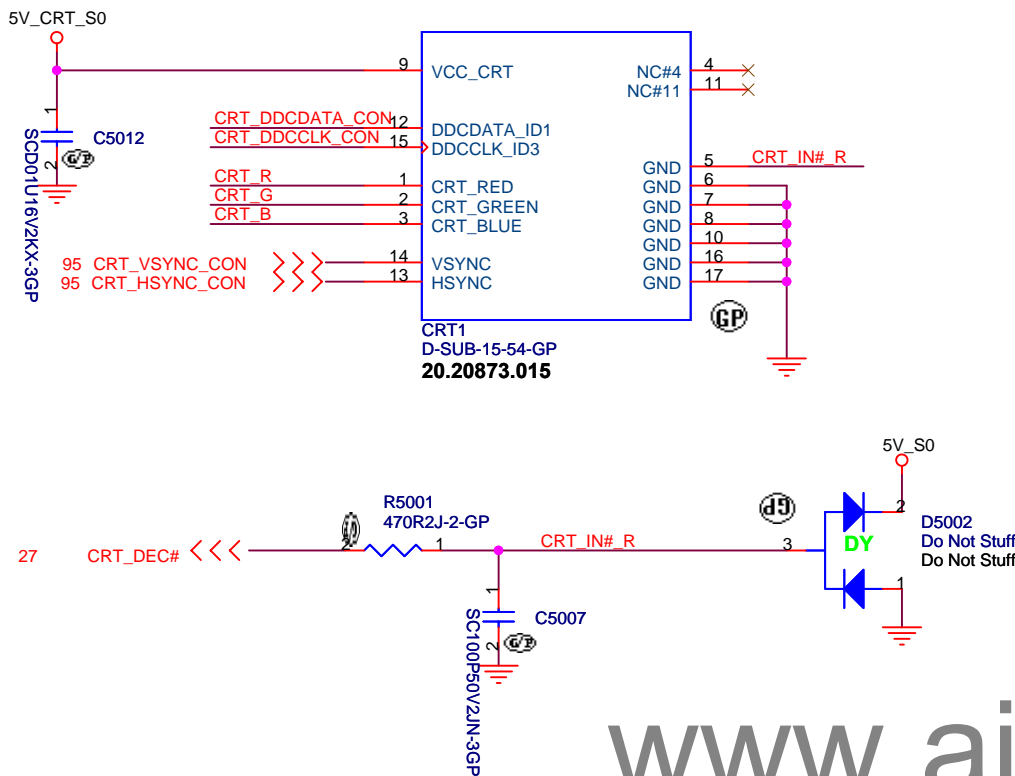 5V_CRT_S0
9 VCC_CRT
NC#4 4
NC#11 11
1
C5012
2
G/P
SCD01U16V2KX-3GP
CRT_DDCDATA_CON 12 DDCDATA_ID1
CRT_DDCCLK_CON 15 DDCCLK_ID3
CRT_R 1 CRT_RED
CRT_G 2 CRT_GREEN
CRT_B 3 CRT_BLUE
95 CRT_VSYNC_CON 14 VSYNC
95 CRT_HSYNC_CON 13 HSYNC
GND 5 CRT_IN#_R
GND 6
GND 7
GND 8
GND 10
GND 16
GND 17
GP
CRT1
D-SUB-15-54-GP
20.20873.015
5V_S0
R5001
470R2J-2-GP
27 CRT_DEC# 2 1 CRT_IN#_R 3
GP
2
DY
1
D5002
Do Not Stuff
Do Not Stuff
1
C5007
2
G/P
SC100P50V2JN-3GP
www.ai